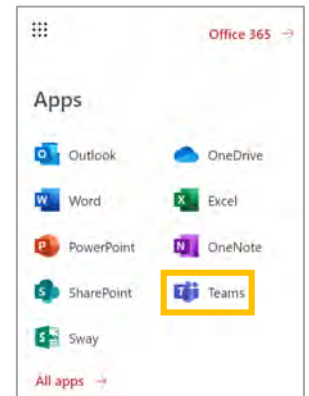 Office 365 →
Apps
Outlook OneDrive
Word Excel
PowerPoint OneNote
SharePoint Teams
Sway
All apps →